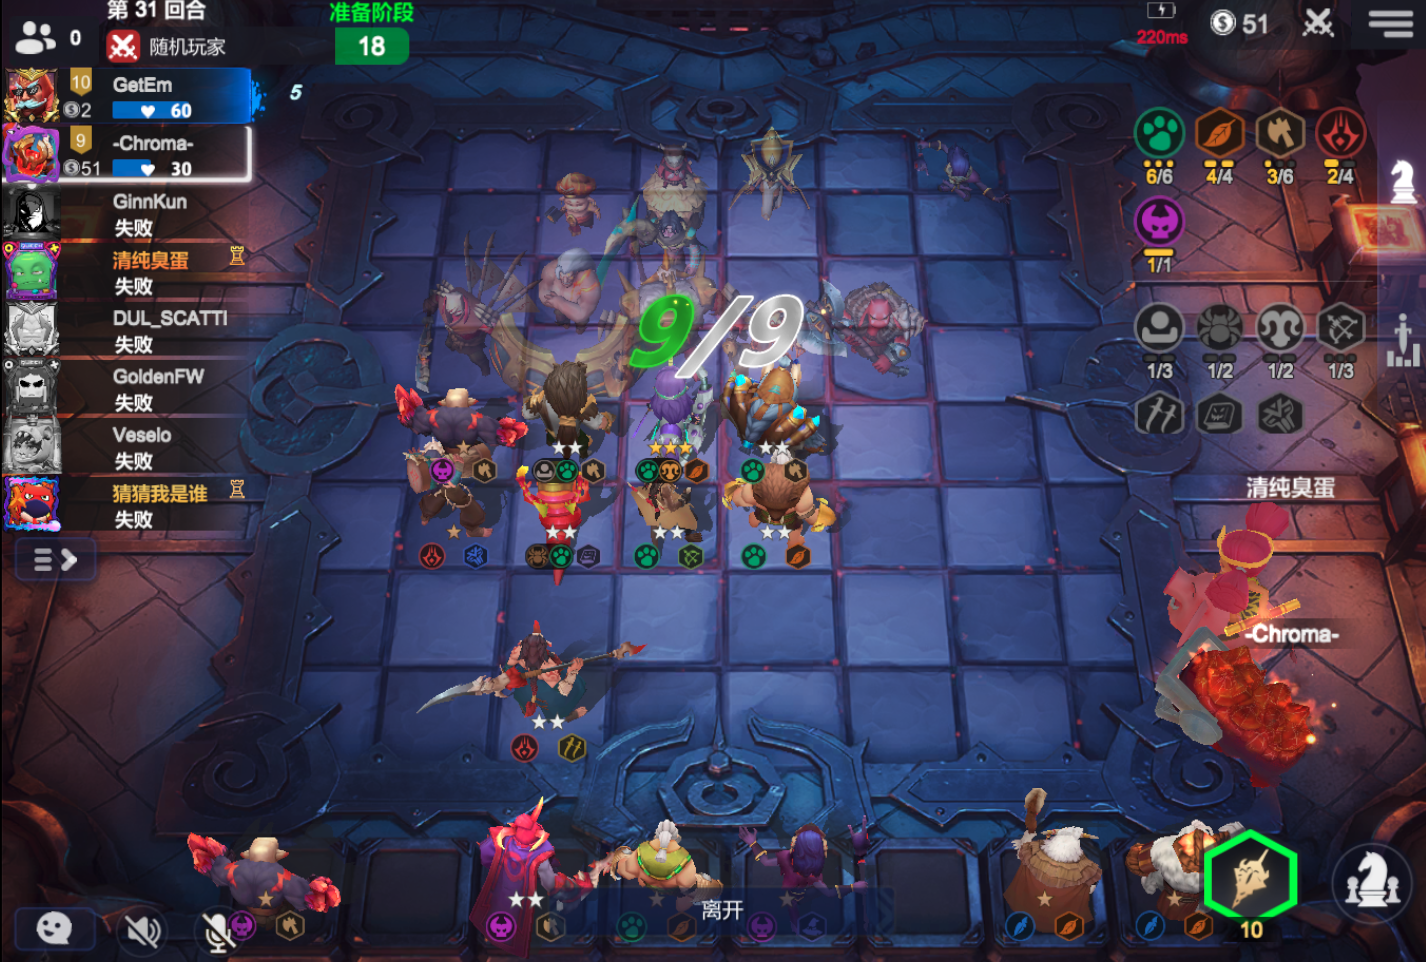 第 31 回合
准备阶段
0
随机玩家
18
220ms
51
10
GetEm
2
60
5
9
-Chroma-
51
30
GinnKun
失败
清纯臭蛋
失败
DUL_SCATTI
失败
GoldenFW
失败
Veselo
失败
猜猜我是谁
失败
9/9
6/6
4/4
3/6
2/4
1/1
1/3
1/2
1/2
1/3
清纯臭蛋
-Chroma-
离开
10